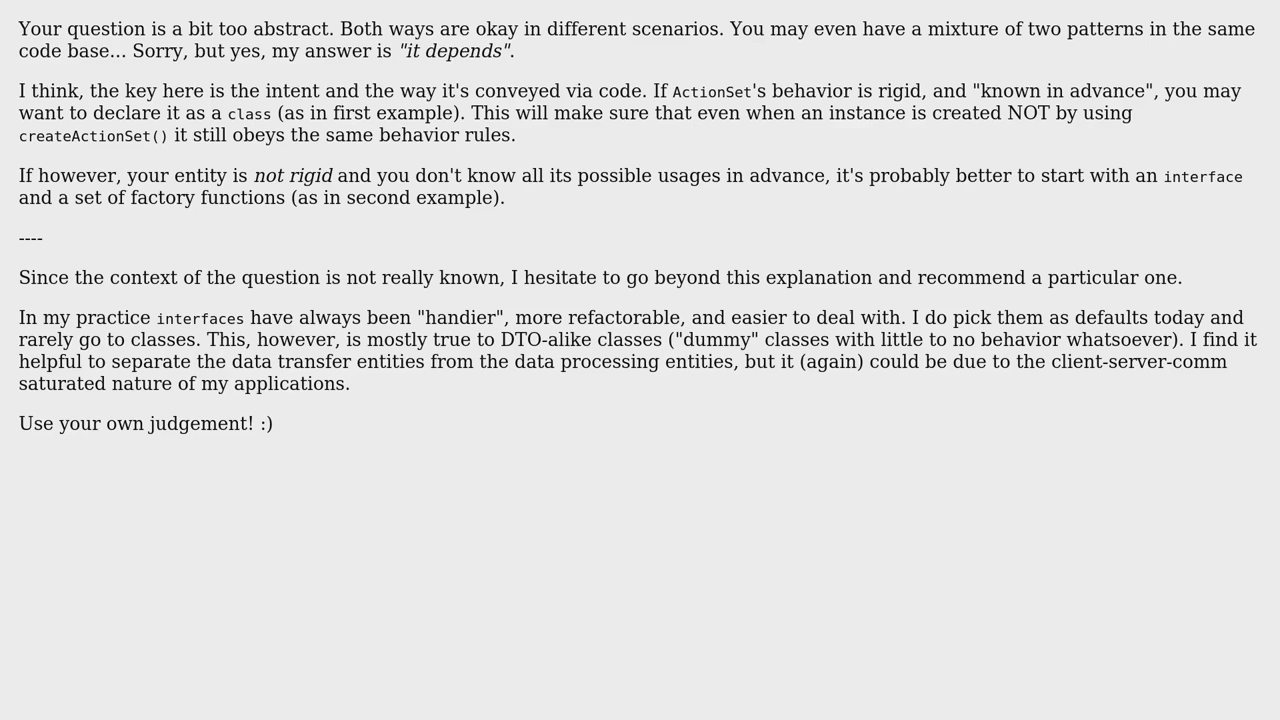 Your question is a bit too abstract. Both ways are okay in different scenarios. You may even have a mixture of two patterns in the same
code base... Sorry, but yes, my answer is "it depends".
I think, the key here is the intent and the way it's conveyed via code. If ActionSet's behavior is rigid, and "known in advance", you may
want to declare it as a class (as in first example). This will make sure that even when an instance is created NOT by using
createActionSet() it still obeys the same behavior rules.
If however, your entity is not rigid and you don't know all its possible usages in advance, it's probably better to start with an interface
and a set of factory functions (as in second example).
----
Since the context of the question is not really known, I hesitate to go beyond this explanation and recommend a particular one.
In my practice interfaces have always been "handier", more refactorable, and easier to deal with. I do pick them as defaults today and
rarely go to classes. This, however, is mostly true to DTO-alike classes ("dummy" classes with little to no behavior whatsoever). I find it
helpful to separate the data transfer entities from the data processing entities, but it (again) could be due to the client-server-comm
saturated nature of my applications.
Use your own judgement! :)